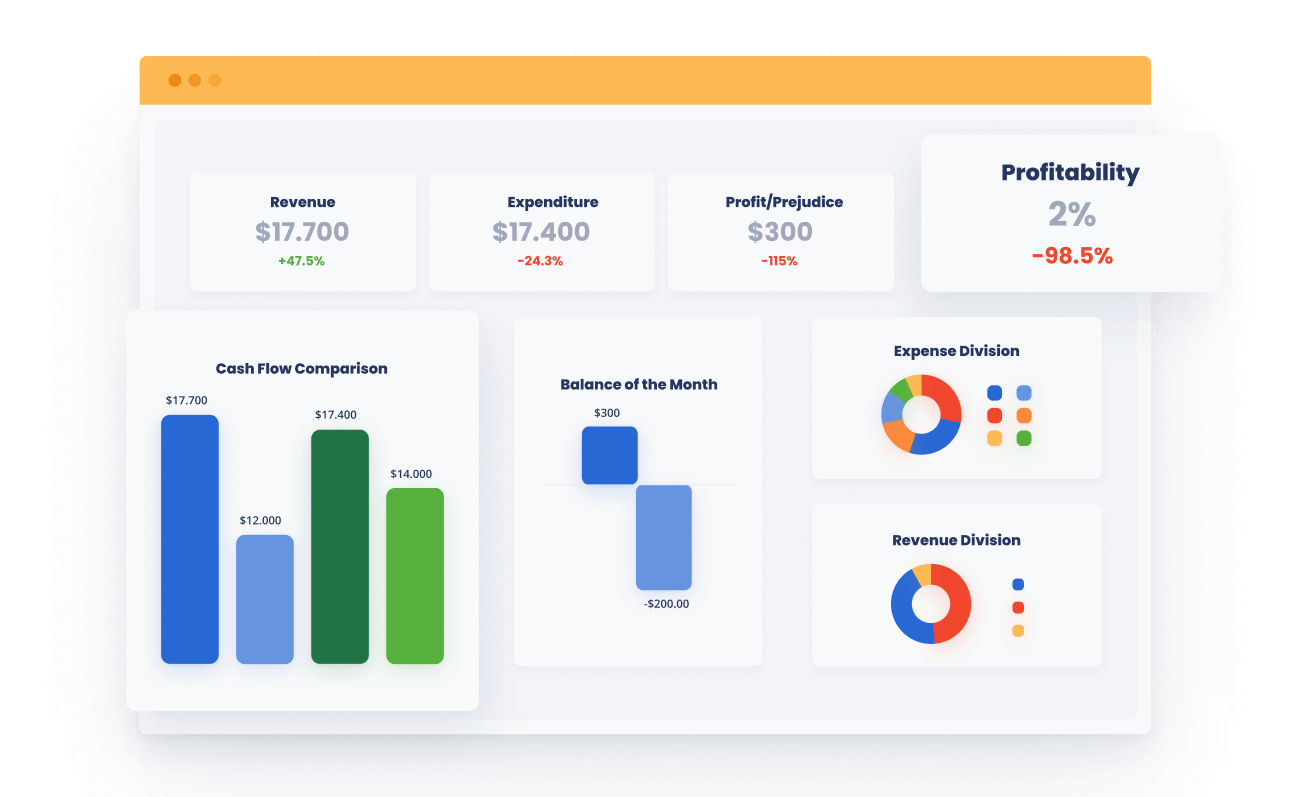 Revenue
$17.700
+47.5%
Expenditure
$17.400
-24.3%
Profit/Prejudice
$300
-115%
Profitability
2%
-98.5%
Cash Flow Comparison
$17.700
$12.000
$17.400
$14.000
Balance of the Month
$300
-$200.00
Expense Division
Revenue Division